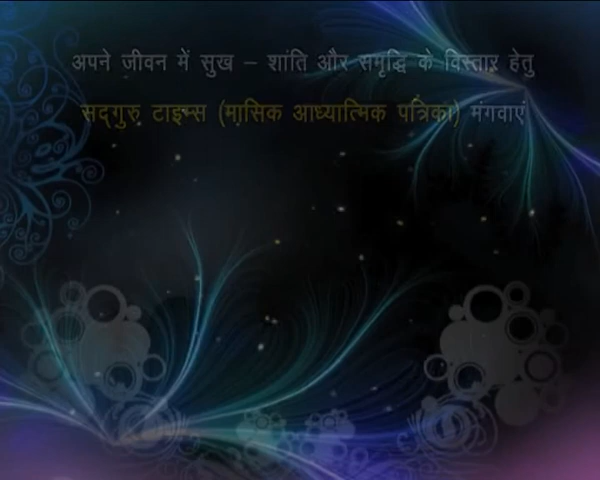 अपने जीवन में सुख – शांति और समृद्धि के विस्तार हेतु
सद्गुरु टाइम्स (मासिक आध्यात्मिक पत्रिका) मंगवाएं